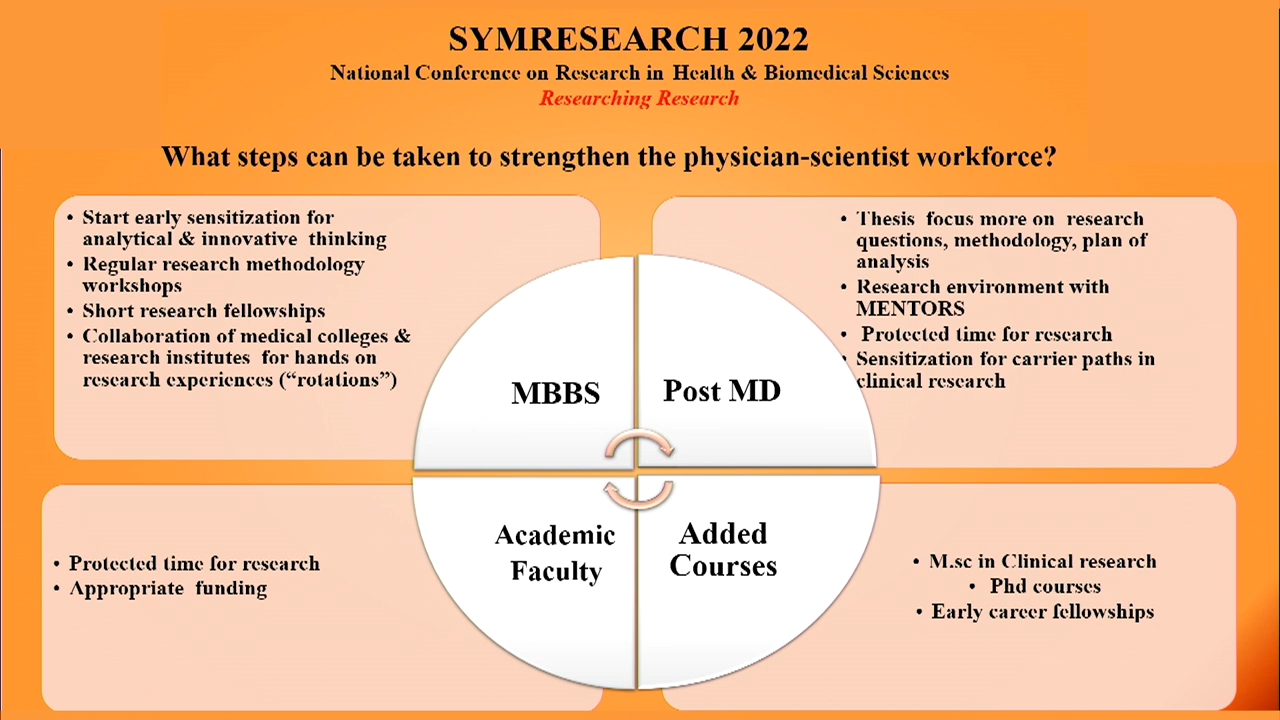 SYMRESEARCH 2022
National Conference on Research in Health & Biomedical Sciences
Researching Research
What steps can be taken to strengthen the physician-scientist workforce?
• Start early sensitization for
analytical & innovative thinking
• Regular research methodology
workshops
• Short research fellowships
• Collaboration of medical colleges &
research institutes for hands on
research experiences (“rotations”)
• Thesis focus more on research
questions, methodology, plan of
analysis
• Research environment with
MENTORS
• Protected time for research
• Sensitization for carrier paths in
clinical research
MBBS
Post MD
Academic
Faculty
Added
Courses
• Protected time for research
• Appropriate funding
• M.sc in Clinical research
• Phd courses
• Early career fellowships